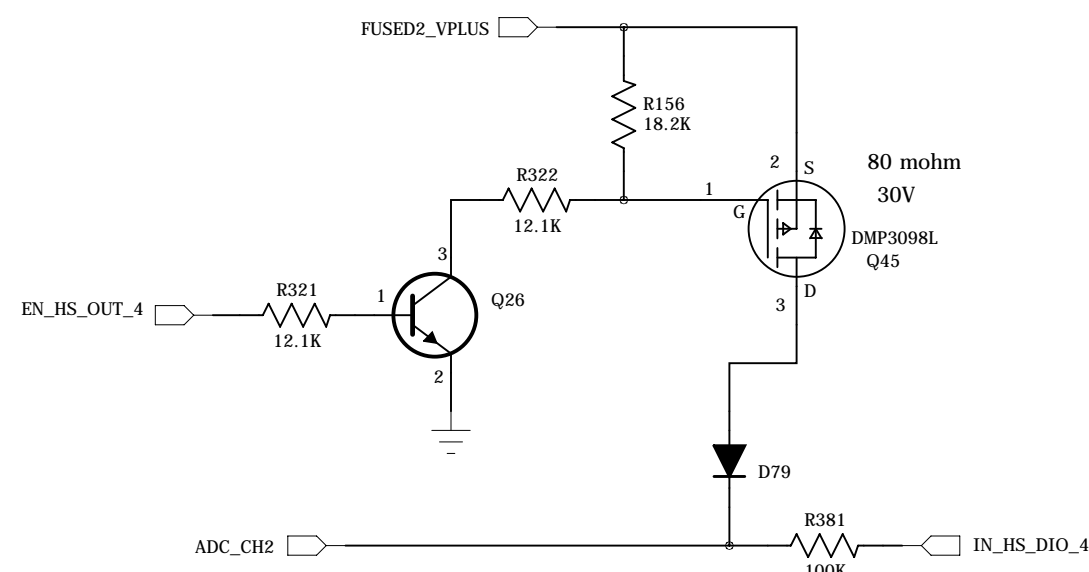 FUSED2_VPLUS
R156
18.2K
2
S
80 mohm
30V
R322
12.1K
1
G
DMP3098L
Q45
3
D
3
R321
12.1K
1
Q26
2
EN_HS_OUT_4
D79
ADC_CH2
R381
100K
IN_HS_DIO_4